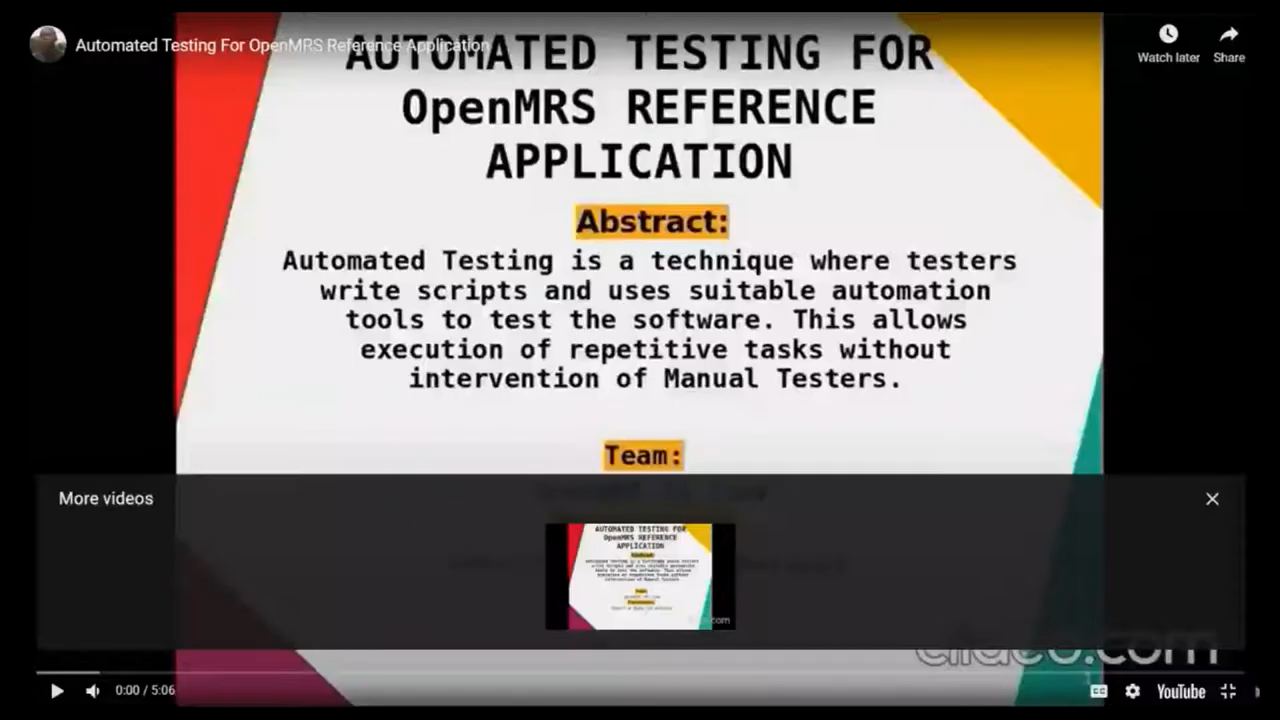 Automated Testing For OpenMRS Reference Application
Watch later
Share
AUTOMATED TESTING FOR
OpenMRS REFERENCE
APPLICATION
Abstract:
Automated Testing is a technique where testers
write scripts and uses suitable automation
tools to test the software. This allows
execution of repetitive tasks without
intervention of Manual Testers.
Team:
More videos
AUTOMATED TESTING FOR
OpenMRS REFERENCE
APPLICATION
0:00 / 5:06
CC
YouTube